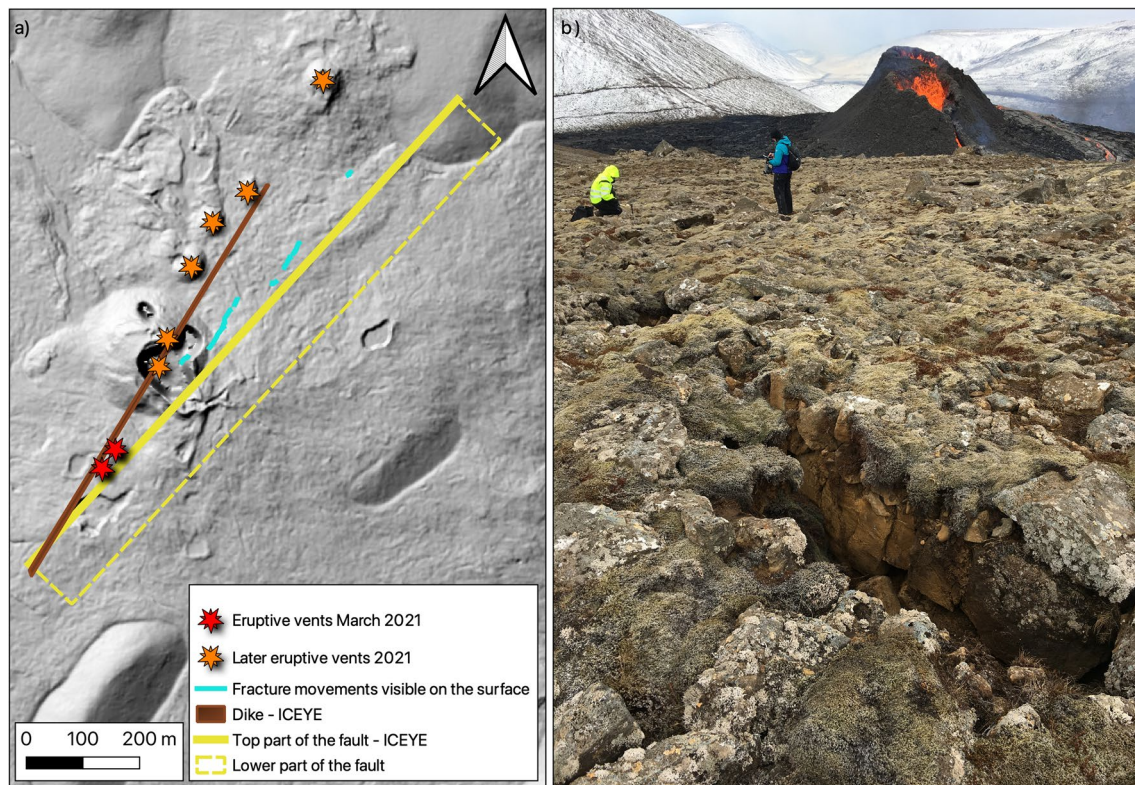 a)
b)
Eruptive vents March 2021
Later eruptive vents 2021
Fracture movements visible on the surface
Dike - ICEYE
Top part of the fault - ICEYE
Lower part of the fault
0 100 200 m